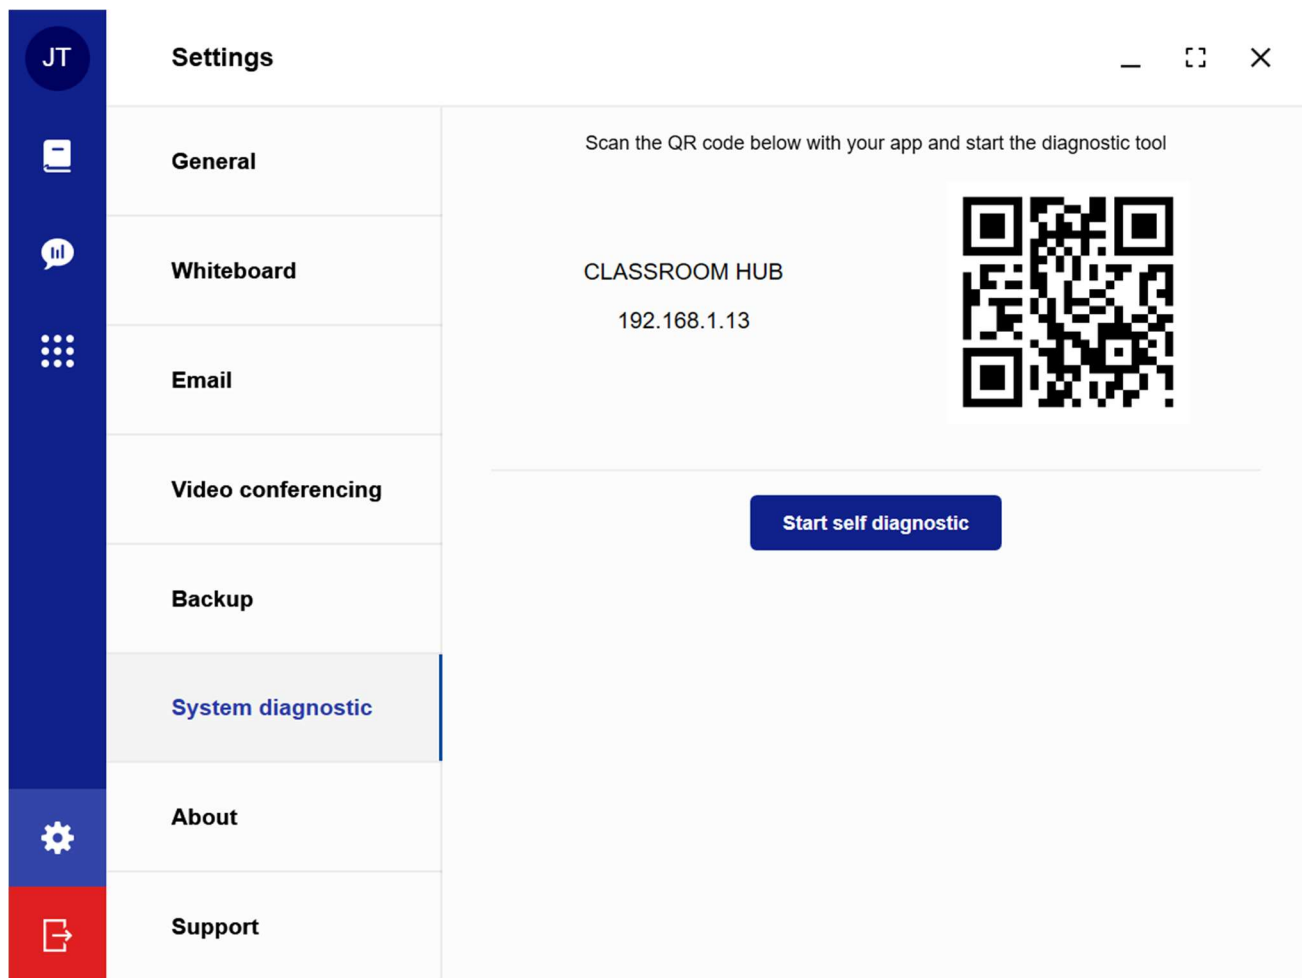 JT
Settings
General
Whiteboard
Email
Video conferencing
Backup
System diagnostic
About
Support
Scan the QR code below with your app and start the diagnostic tool
CLASSROOM HUB
192.168.1.13
Start self diagnostic